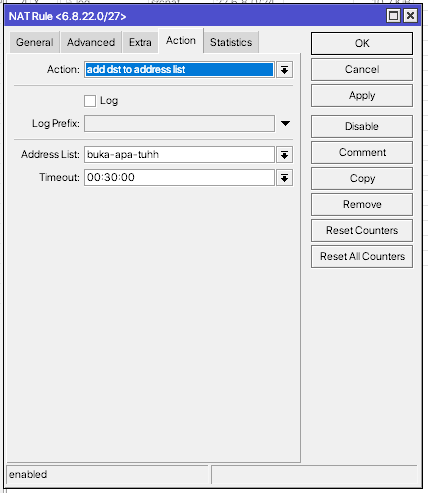 NAT Rule <6.8.22.0/27>
General Advanced Extra Action Statistics
Action: add dst to address list
Log
Log Prefix:
Address List: buka-apa-tuhh
Timeout: 00:30:00
OK
Cancel
Apply
Disable
Comment
Copy
Remove
Reset Counters
Reset All Counters
enabled